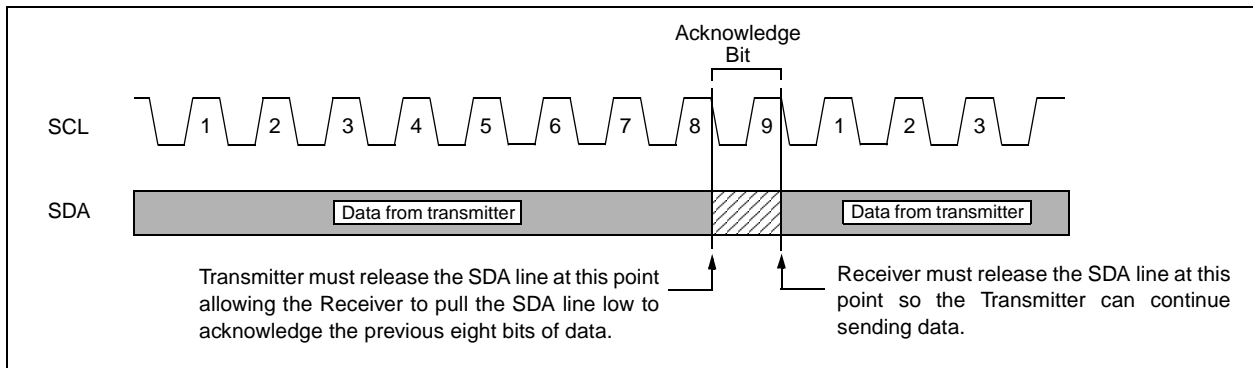 Acknowledge
Bit
SCL
1 2 3 4 5 6 7 8 9 1 2 3
SDA
Data from transmitter
Data from transmitter
Transmitter must release the SDA line at this point
allowing the Receiver to pull the SDA line low to
acknowledge the previous eight bits of data.
Receiver must release the SDA line at this
point so the Transmitter can continue
sending data.